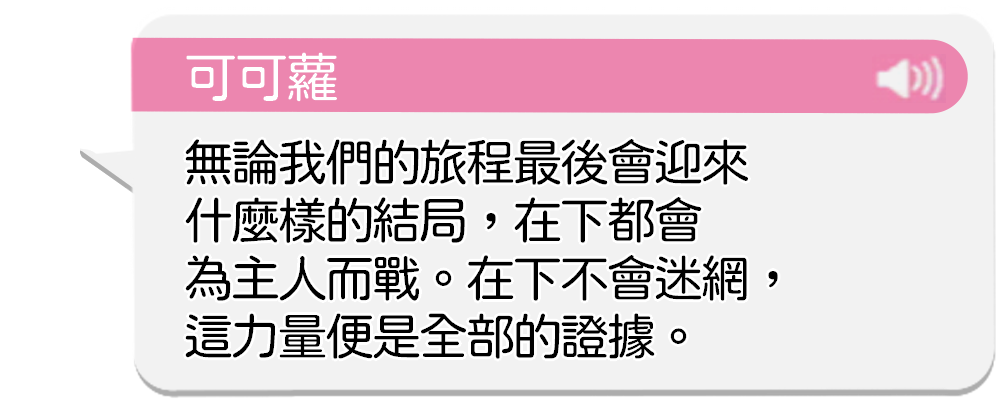 可可蘿
無論我們的旅程最後會迎來
什麼樣的結局，在下都會
為主人而戰。在下不會迷網，
這力量便是全部的證據。